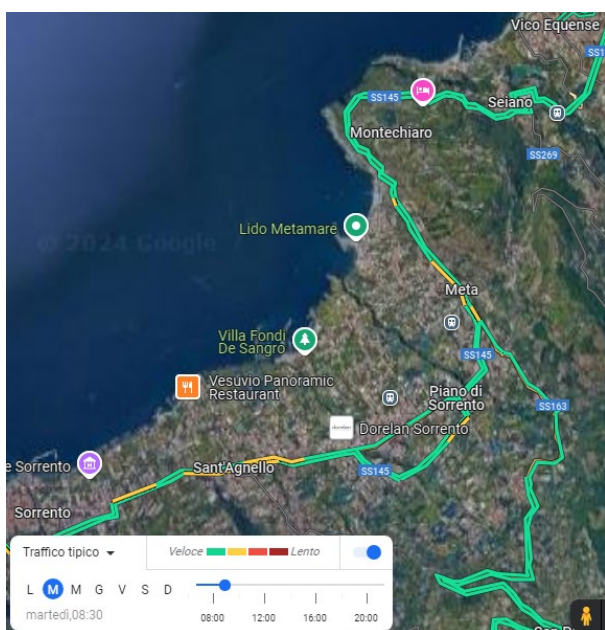 Vico Equense
SS1
SS145
Seiano
Montechiaro
SS269
© 2024 Google
Lido Metamare
Meta
Villa Fondi
De Sangro
SS145
Vesuvio Panoramic
Restaurant
Piano di
Sorrento
SS163
dorelan
Dorelan Sorrento
e Sorrento
Sant'Agnello
SS145
Sorrento
Traffico tipico
Veloce
Lento
L M M G V S D
martedì,08:30
08:00 12:00 16:00 20:00